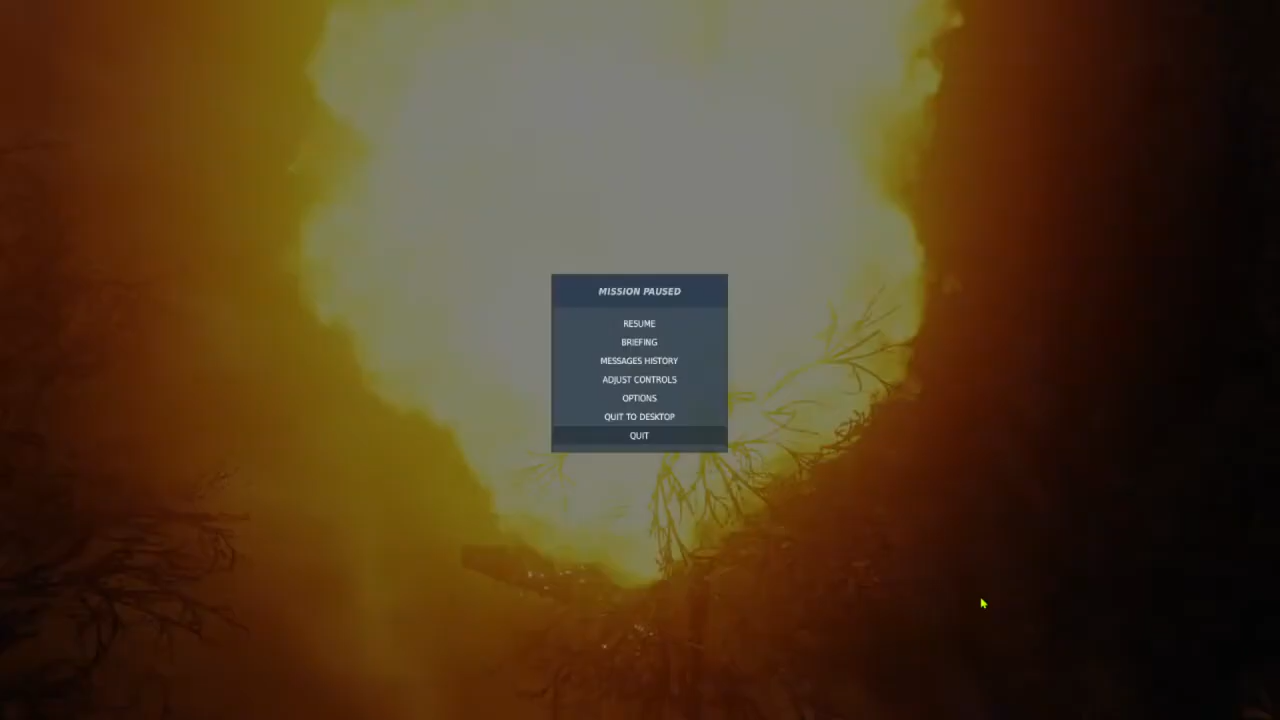 MISSION PAUSED
RESUME
BRIEFING
MESSAGES HISTORY
ADJUST CONTROLS
OPTIONS
QUIT TO DESKTOP
QUIT